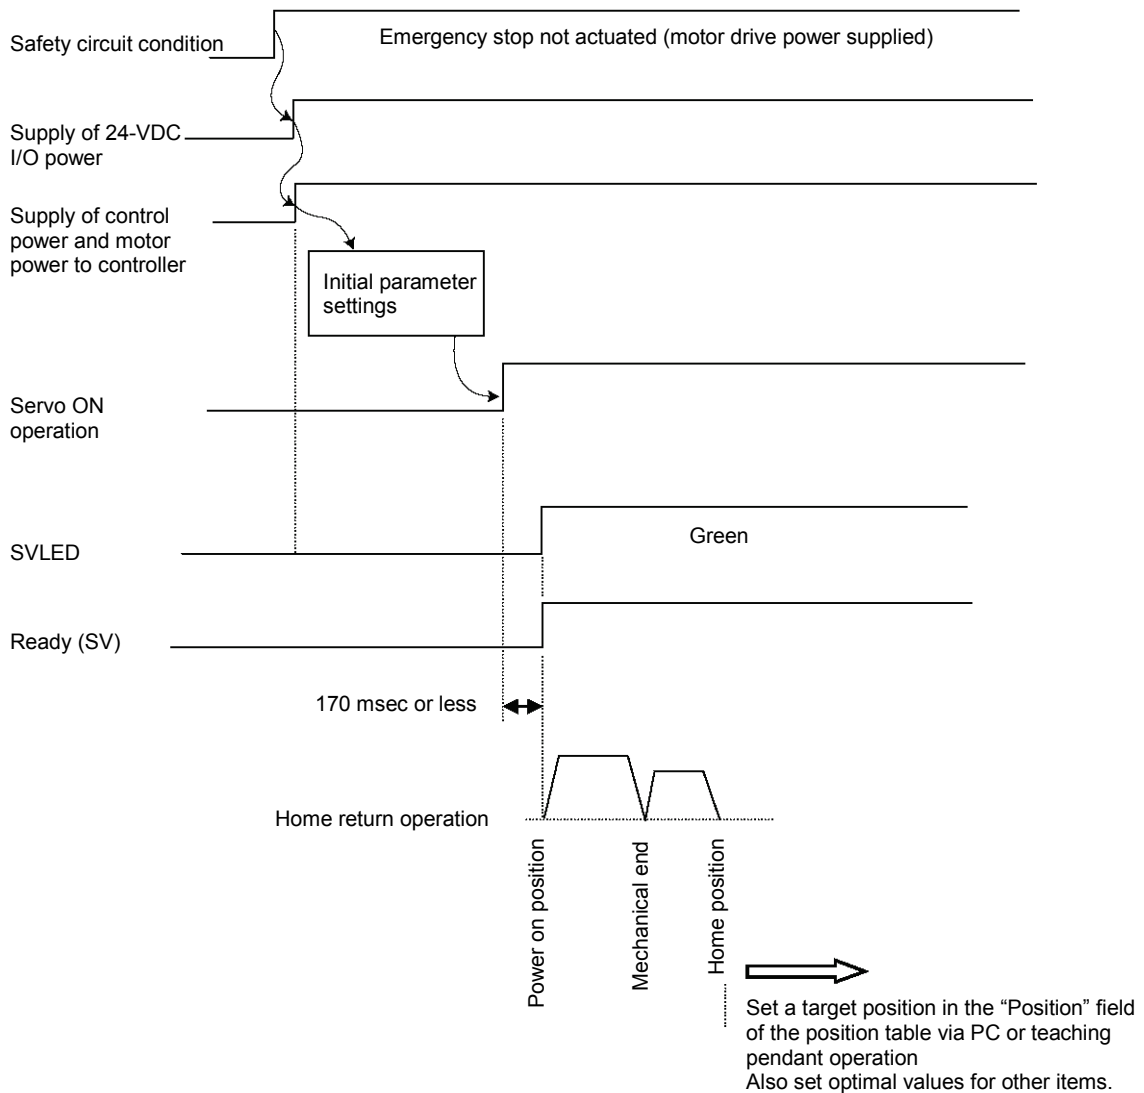 Safety circuit condition
Emergency stop not actuated (motor drive power supplied)
Supply of 24-VDC
I/O power
Supply of control
power and motor
power to controller
Initial parameter
settings
Servo ON
operation
SVLED
Green
Ready (SV)
170 msec or less
Home return operation
Power on position
Mechanical end
Home position
Set a target position in the “Position” field
of the position table via PC or teaching
pendant operation
Also set optimal values for other items.